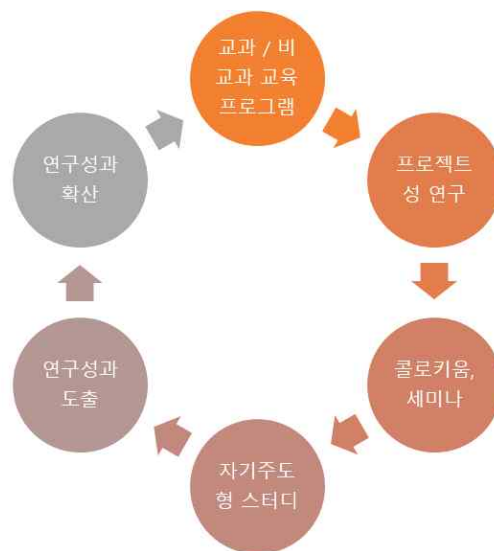 교과 / 비
교과 교육
프로그램
프로젝트
성 연구
콜로키움,
세미나
자기주도
형 스터디
연구성과
도출
연구성과
확산